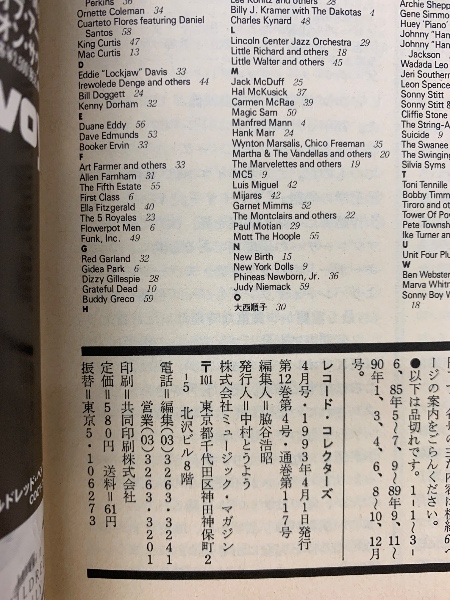 Perkins 36
Ornette Coleman 34
Cuarteto Flores featuring Daniel
Santos 58
King Curtis 47
Mac Curtis 13
D
Eddie "Lockjaw" Davis 33
Irewolede Denge and others 44
Bill Doggett 24
Kenny Dorham 32
E
Duane Eddy 56
Dave Edmunds 53
Booker Ervin 33
F
Art Farmer and others 33
Allen Farnham 31
The Fifth Estate 55
First Class 6
Ella Fitzgerald 40
The 5 Royales 23
Flowerpot Men 6
Funk, Inc. 49
G
Red Garland 32
Gidea Park 6
Dizzy Gillespie 28
Grateful Dead 10
Buddy Greco 59
H
Lee Konitz and others 28
Billy J. Kramer with The Dakotas 4
Charles Kynard 48
L
Lincoln Center Jazz Orchestra 29
Little Richard and others 18
Little Walter and others 45
M
Jack McDuff 25
Hal McKusick 37
Carmen McRae 39
Magic Sam 50
Manfred Mann 4
Hank Marr 24
Wynton Marsalis, Chico Freeman 35
Martha & The Vandellas and others 20
The Marvelettes and others 19
MC5 9
Luis Miguel 42
Mijares 42
Garnet Mimms 52
The Montclairs and others 22
Paul Motian 29
Mott The Hoople 55
N
New Birth 15
New York Dolls 9
Phineas Newborn, Jr. 36
Judy Niemack 59
O
大西順子 30
Archie Shepp
Gene Simmo
Huey 'Piano'
Johnny "Ham
Johnny "Ham
Jackson
Wadada Leo
Jeri Southern
Leon Spence
Sonny Stitt
Sonny Stitt &
Cliffie Stone
The String-A
Suicide 9
The Swanee
The Swinging
Silvia Syms
T
Toni Tennille
Bobby Timm
Tiroro and ot
Tower Of Pow
Pete Townsh
Ike Turner an
U
Unit Four Plu
W
Ben Webster
Marva Whitn
Sonny Boy W
18
ージの案内をごらんください。
●以下は品切れです。1―1～3―
6、85年5～7、9～89年9、11～
90年1、3、4、6、8～10、12月
号。
レコード・コレクターズ
4月号・1993年4月1日発行
第12巻第4号・通巻第117号
編集人＝脇谷浩昭
発行人＝中村とうよう
株式会社ミュージック・マガジン
〒101 東京都千代田区神田神保町2
―5 北沢ビル8階
電話＝編集(03)3263・3241
営業(03)3263・3201
印刷＝共同印刷株式会社
定価＝580円 送料＝61円
振替＝東京5・106273